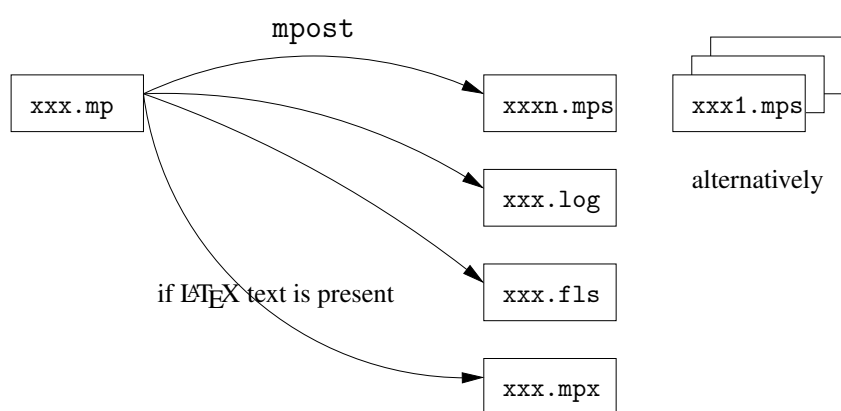 mpost
xxx.mp
xxxn.mps
xxx1.mps
alternatively
xxx.log
if LATEX text is present
xxx.fls
xxx.mpx